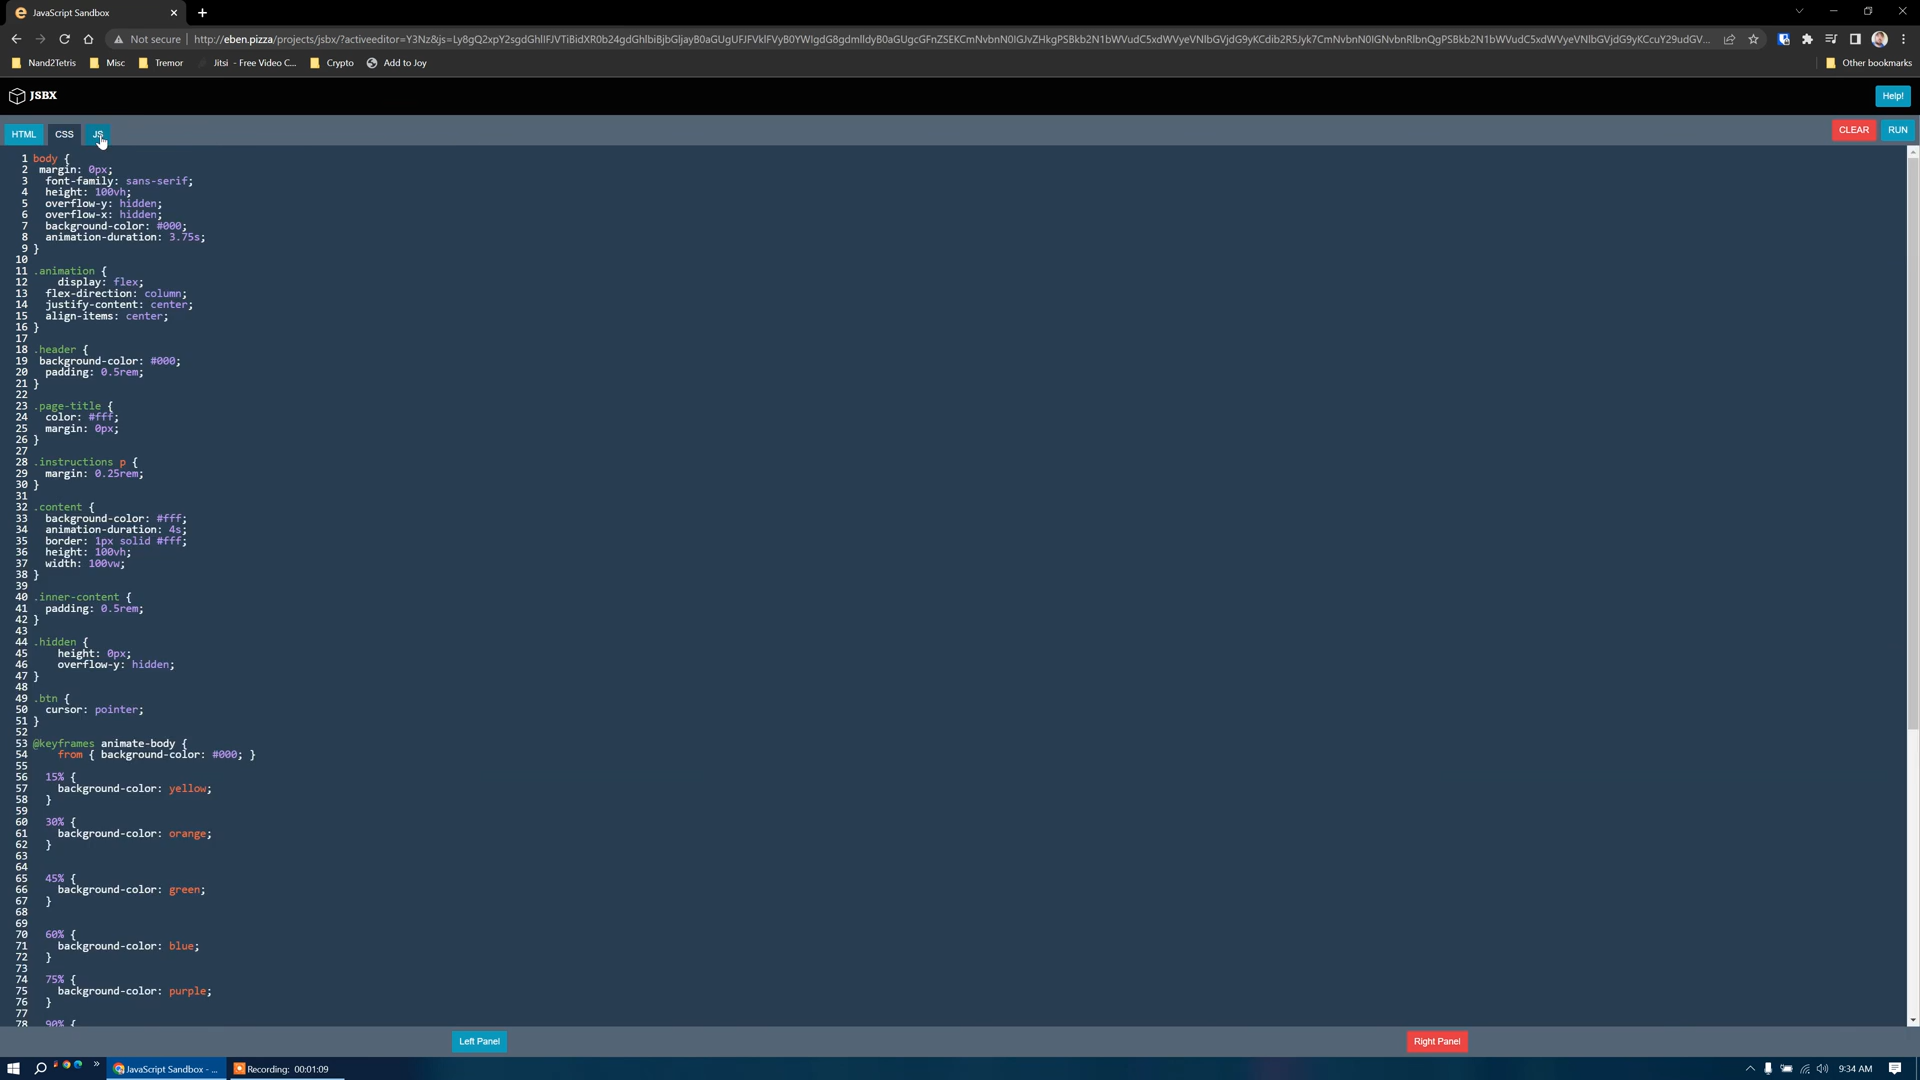 JavaScript Sandbox
Not secure
http://eben.pizza/projects/jsbx/?activeeditor=Y3Nz&js=
Nand2Tetris
Misc
Tremor
Jitsi - Free Video C...
Crypto
Add to Joy
Other bookmarks
JSBX
Help!
HTML
CSS
JS
CLEAR
RUN
1 body {
2 margin: 0px;
3 font-family: sans-serif;
4 height: 100vh;
5 overflow-y: hidden;
6 overflow-x: hidden;
7 background-color: #000;
8 animation-duration: 3.75s;
9 }
10
11 .animation {
12 display: flex;
13 flex-direction: column;
14 justify-content: center;
15 align-items: center;
16 }
17
18 .header {
19 background-color: #000;
20 padding: 0.5rem;
21 }
22
23 .page-title {
24 color: #fff;
25 margin: 0px;
26 }
27
28 .instructions p {
29 margin: 0.25rem;
30 }
31
32 .content {
33 background-color: #fff;
34 animation-duration: 4s;
35 border: 1px solid #fff;
36 height: 100vh;
37 width: 100vw;
38 }
39
40 .inner-content {
41 padding: 0.5rem;
42 }
43
44 .hidden {
45 height: 0px;
46 overflow-y: hidden;
47 }
48
49 .btn {
50 cursor: pointer;
51 }
52
53 @keyframes animate-body {
54 from { background-color: #000; }
55
56 15% {
57 background-color: yellow;
58 }
59
60 30% {
61 background-color: orange;
62 }
63
64
65 45% {
66 background-color: green;
67 }
68
69
70 60% {
71 background-color: blue;
72 }
73
74 75% {
75 background-color: purple;
76 }
77
78 90% {
Left Panel
Right Panel
JavaScript Sandbox - ...
Recording: 00:01:09
9:34 AM